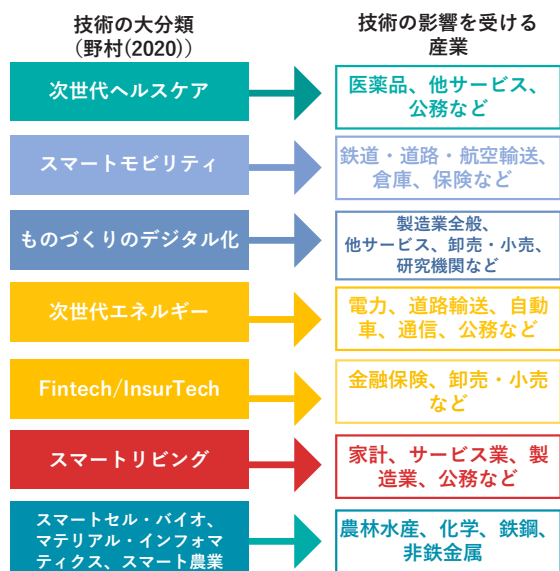 技術の大分類
（野村(2020)）
技術の影響を受ける
産業
次世代ヘルスケア
医薬品、他サービス、
公務など
スマートモビリティ
鉄道・道路・航空輸送、
倉庫、保険など
ものづくりのデジタル化
製造業全般、
他サービス、卸売・小売、
研究機関など
次世代エネルギー
電力、道路輸送、自動
車、通信、公務など
Fintech/InsurTech
金融保険、卸売・小売
など
スマートリビング
家計、サービス業、製
造業、公務など
スマートセル・バイオ、
マテリアル・インフォマ
ティクス、スマート農業
農林水産、化学、鉄鋼、
非鉄金属